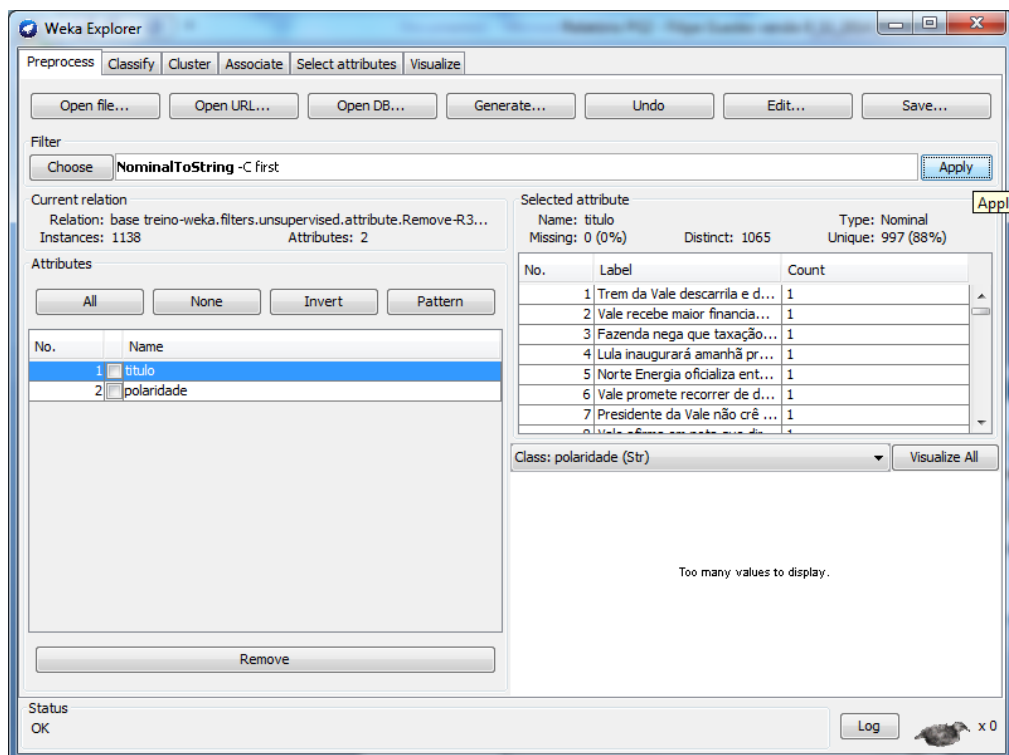 Weka Explorer
Preprocess Classify Cluster Associate Select attributes Visualize
Open file... Open URL... Open DB... Generate... Undo Edit... Save...
Filter
Choose NominalToString -C first Apply
Appl
Current relation
Relation: base treino-weka.filters.unsupervised.attribute.Remove-R3...
Instances: 1138 Attributes: 2
Attributes
All None Invert Pattern
No. Name
1 titulo
2 polaridade
Remove
Selected attribute
Name: titulo Type: Nominal
Missing: 0 (0%) Distinct: 1065 Unique: 997 (88%)
No. Label Count
1 Trem da Vale descarrila e d... 1
2 Vale recebe maior financia... 1
3 Fazenda nega que taxação... 1
4 Lula inaugurará amanhã pr... 1
5 Norte Energia oficializa ent... 1
6 Vale promete recorrer de d... 1
7 Presidente da Vale não crê ... 1
Class: polaridade (Str) Visualize All
Too many values to display.
Status
OK
Log x 0